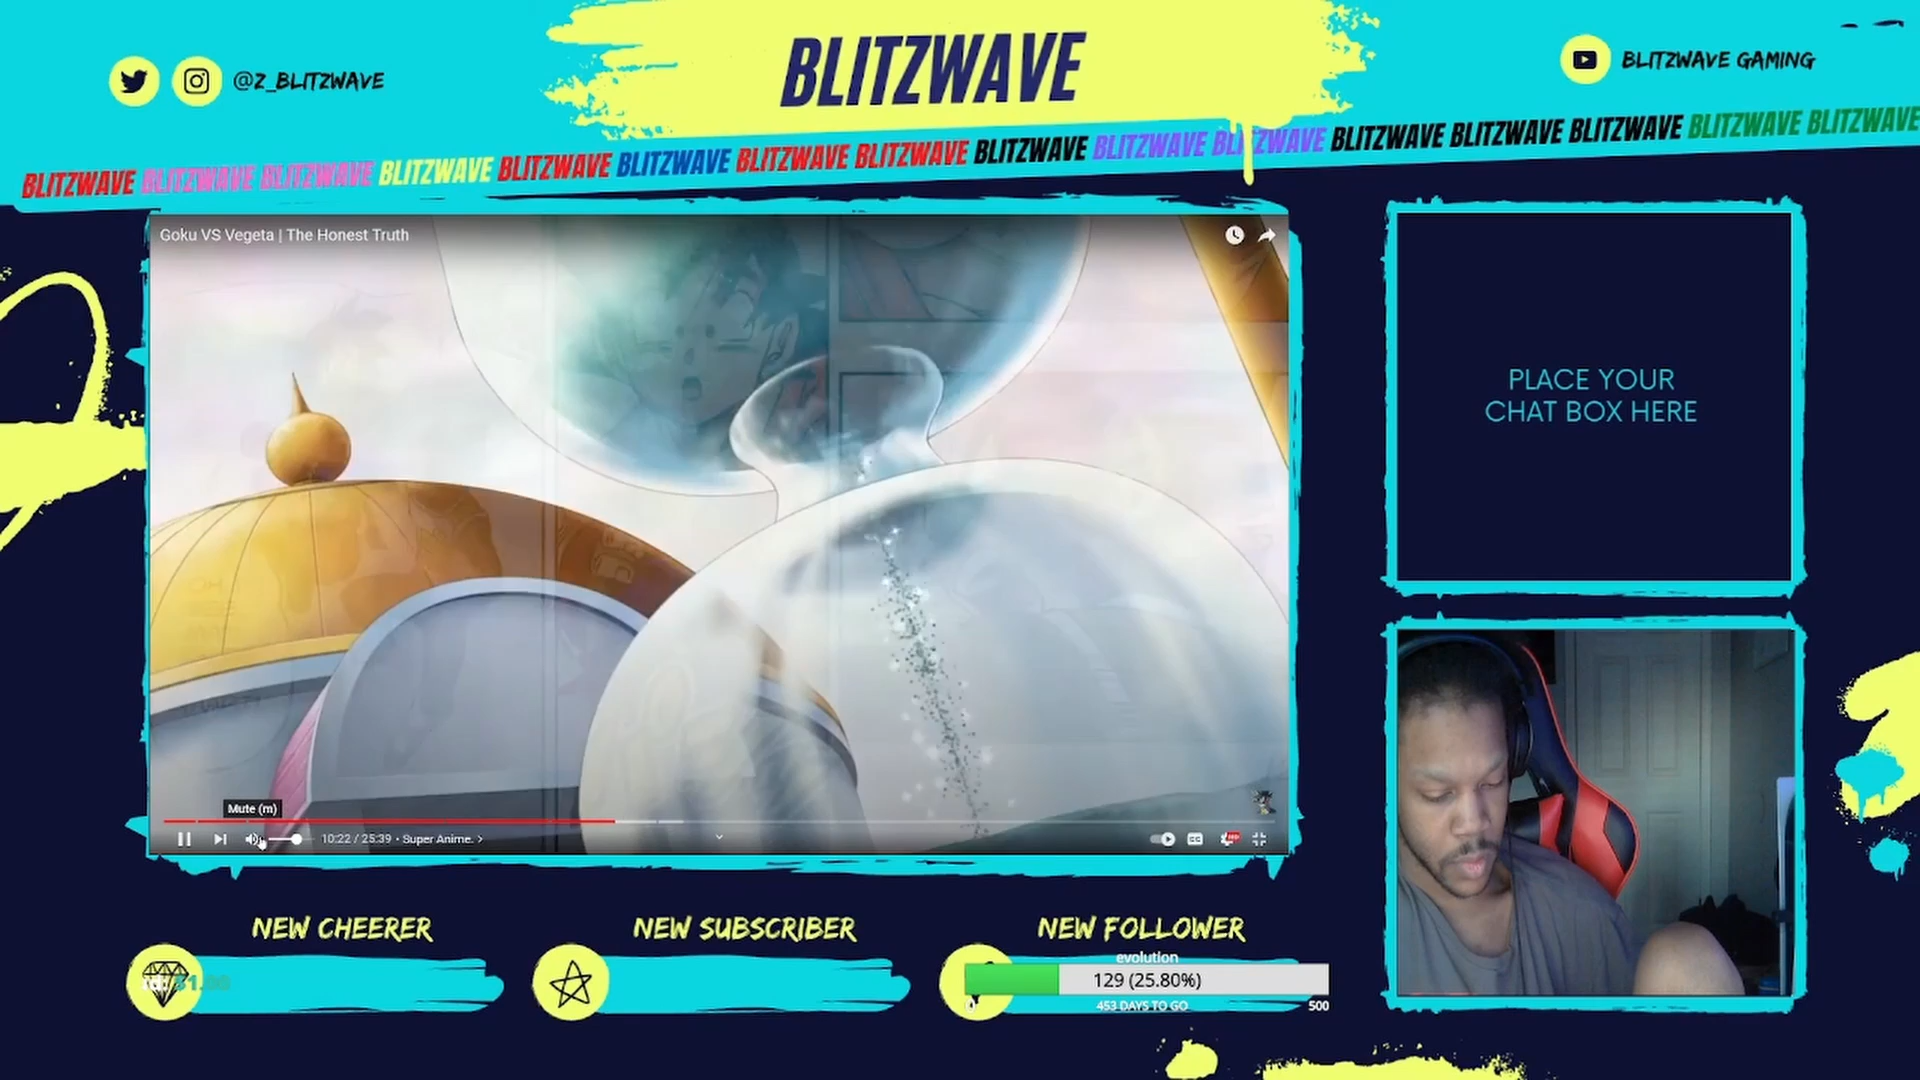 BLITZWAVE
@Z_BLITZWAVE
BLITZWAVE GAMING
BLITZWAVE BLITZWAVE BLITZWAVE BLITZWAVE BLITZWAVE BLITZWAVE BLITZWAVE BLITZWAVE BLITZWAVE BLITZWAVE BLITZWAVE BLITZWAVE BLITZWAVE BLITZWAVE BLITZWAVE BLITZWAVE
Goku VS Vegeta | The Honest Truth
PLACE YOUR
CHAT BOX HERE
Mute (m)
10:22 / 25:39 • Super Anime. >
CC
NEW CHEERER
NEW SUBSCRIBER
NEW FOLLOWER
evolution
129 (25.80%)
453 DAYS TO GO
500